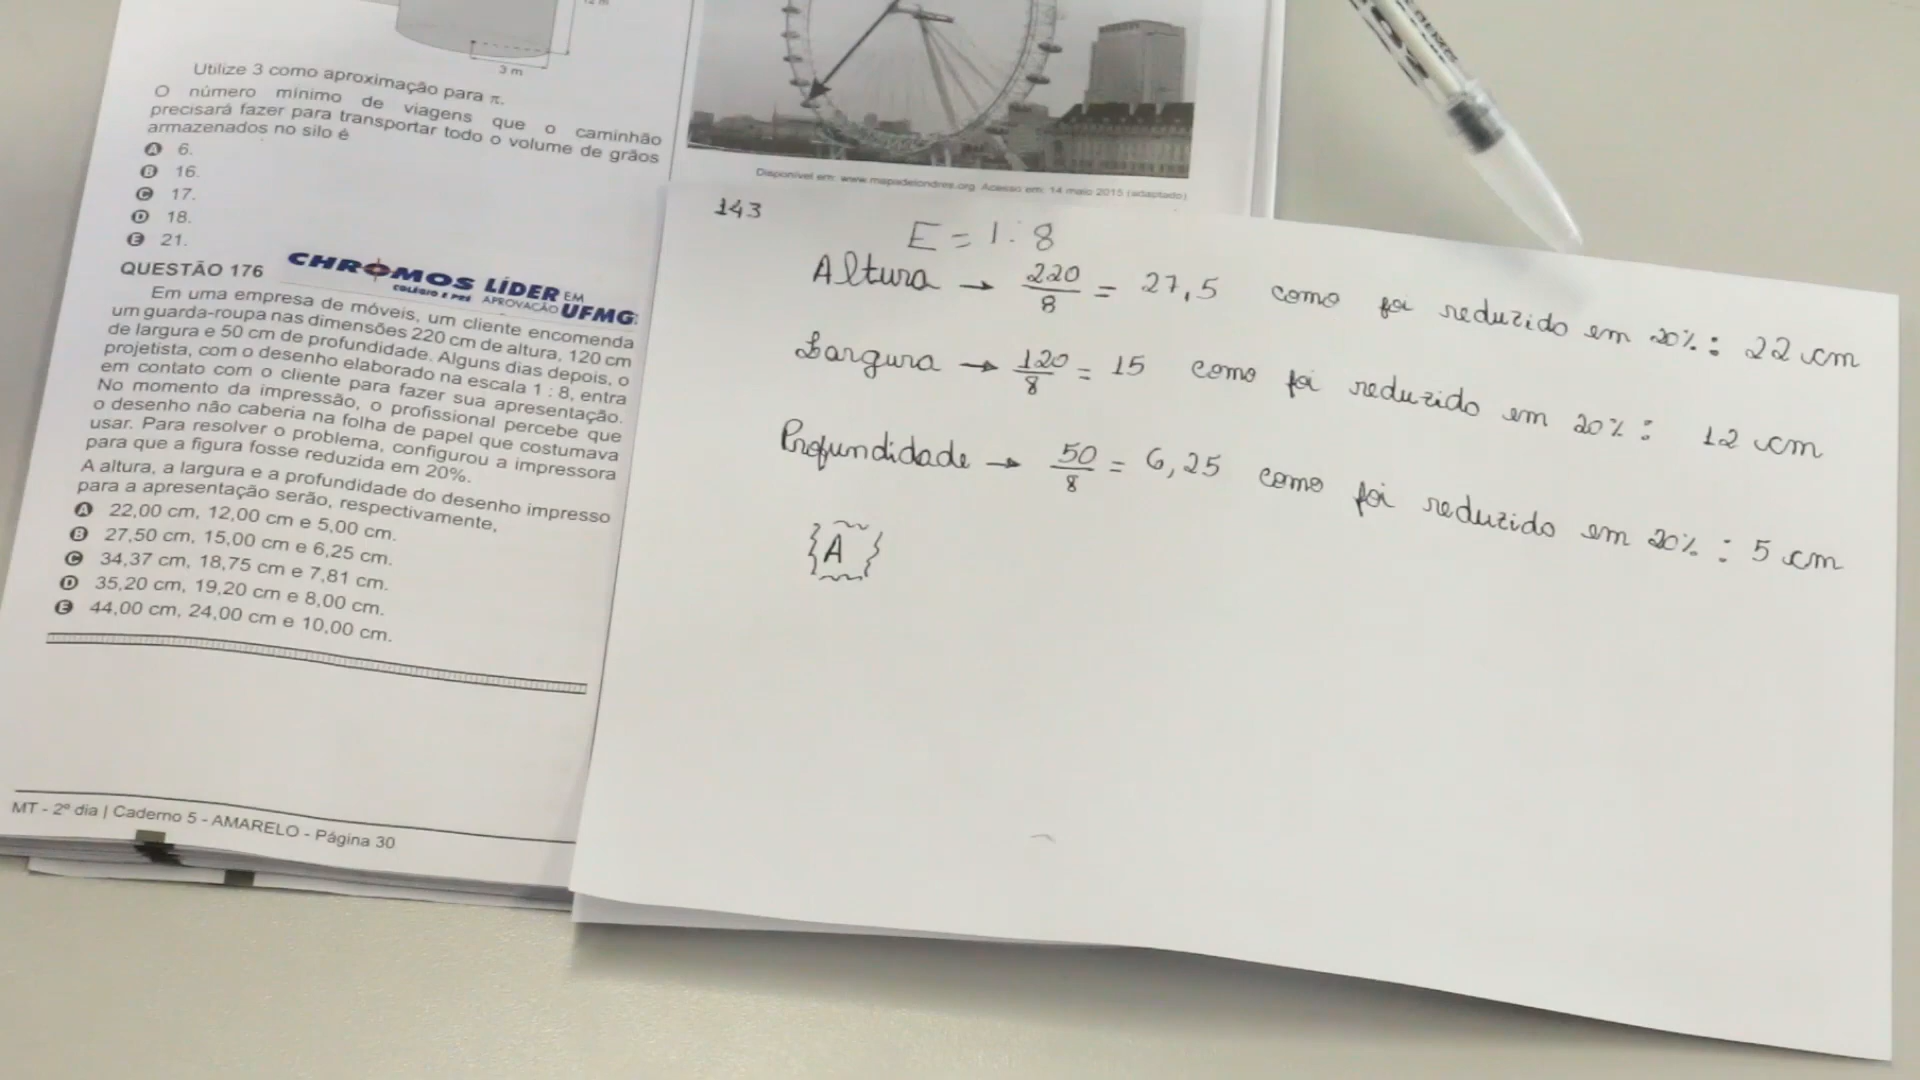 12 m
3 m
Utilize 3 como aproximação para π.
O número mínimo de viagens que o caminhão
precisará fazer para transportar todo o volume de grãos
armazenados no silo é
A 6.
B 16.
C 17.
D 18.
E 21.
QUESTÃO 176
CHROMOS LÍDER EM
COLÉGIO E PRÉ APROVAÇÃO UFMG
Em uma empresa de móveis, um cliente encomenda
um guarda-roupa nas dimensões 220 cm de altura, 120 cm
de largura e 50 cm de profundidade. Alguns dias depois, o
projetista, com o desenho elaborado na escala 1 : 8, entra
em contato com o cliente para fazer sua apresentação.
No momento da impressão, o profissional percebe que
o desenho não caberia na folha de papel que costumava
usar. Para resolver o problema, configurou a impressora
para que a figura fosse reduzida em 20%.
A altura, a largura e a profundidade do desenho impresso
para a apresentação serão, respectivamente,
A 22,00 cm, 12,00 cm e 5,00 cm.
B 27,50 cm, 15,00 cm e 6,25 cm.
C 34,37 cm, 18,75 cm e 7,81 cm.
D 35,20 cm, 19,20 cm e 8,00 cm.
E 44,00 cm, 24,00 cm e 10,00 cm.
MT - 2º dia | Caderno 5 - AMARELO - Página 30
Disponível em: www.mapadelondres.org. Acesso em: 14 maio 2015 (adaptado)
143
E = 1:8
Altura → 220/8 = 27,5 como foi reduzido em 20% : 22 cm
Largura → 120/8 = 15 como foi reduzido em 20% : 12 cm
Profundidade → 50/8 = 6,25 como foi reduzido em 20% : 5 cm
A